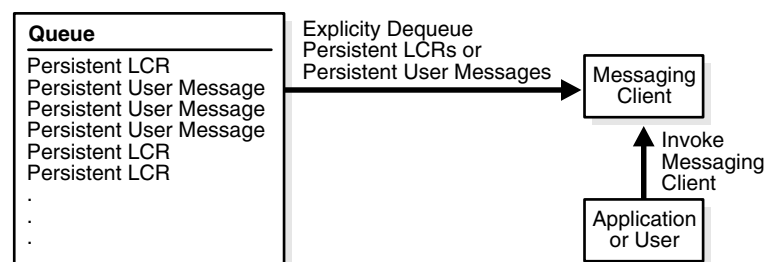 Queue
Persistent LCR
Persistent User Message
Persistent User Message
Persistent User Message
Persistent LCR
Persistent LCR
.
.
.
Explicity Dequeue
Persistent LCRs or
Persistent User Messages
Messaging
Client
Invoke
Messaging
Client
Application
or User